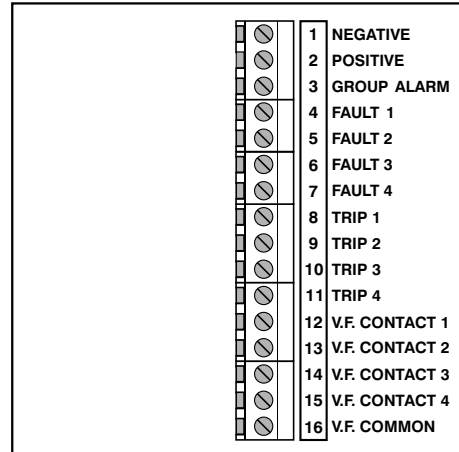 1 NEGATIVE
2 POSITIVE
3 GROUP ALARM
4 FAULT 1
5 FAULT 2
6 FAULT 3
7 FAULT 4
8 TRIP 1
9 TRIP 2
10 TRIP 3
11 TRIP 4
12 V.F. CONTACT 1
13 V.F. CONTACT 2
14 V.F. CONTACT 3
15 V.F. CONTACT 4
16 V.F. COMMON